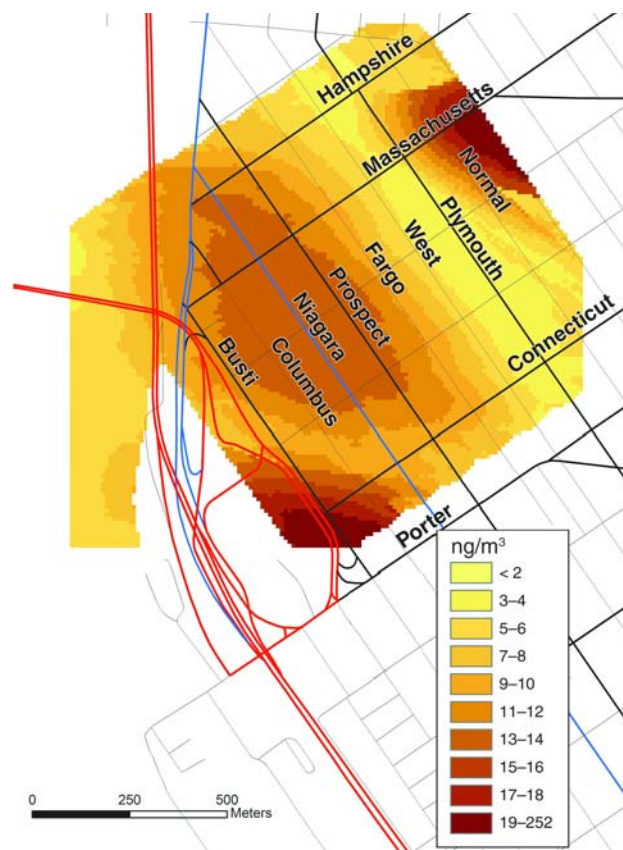 Hampshire
Massachusetts
Normal
Plymouth
West
Fargo
Prospect
Connecticut
Niagara
Columbus
Busti
Porter
ng/m³
< 2
3–4
5–6
7–8
9–10
11–12
13–14
15–16
17–18
19–252
0 250 500
Meters